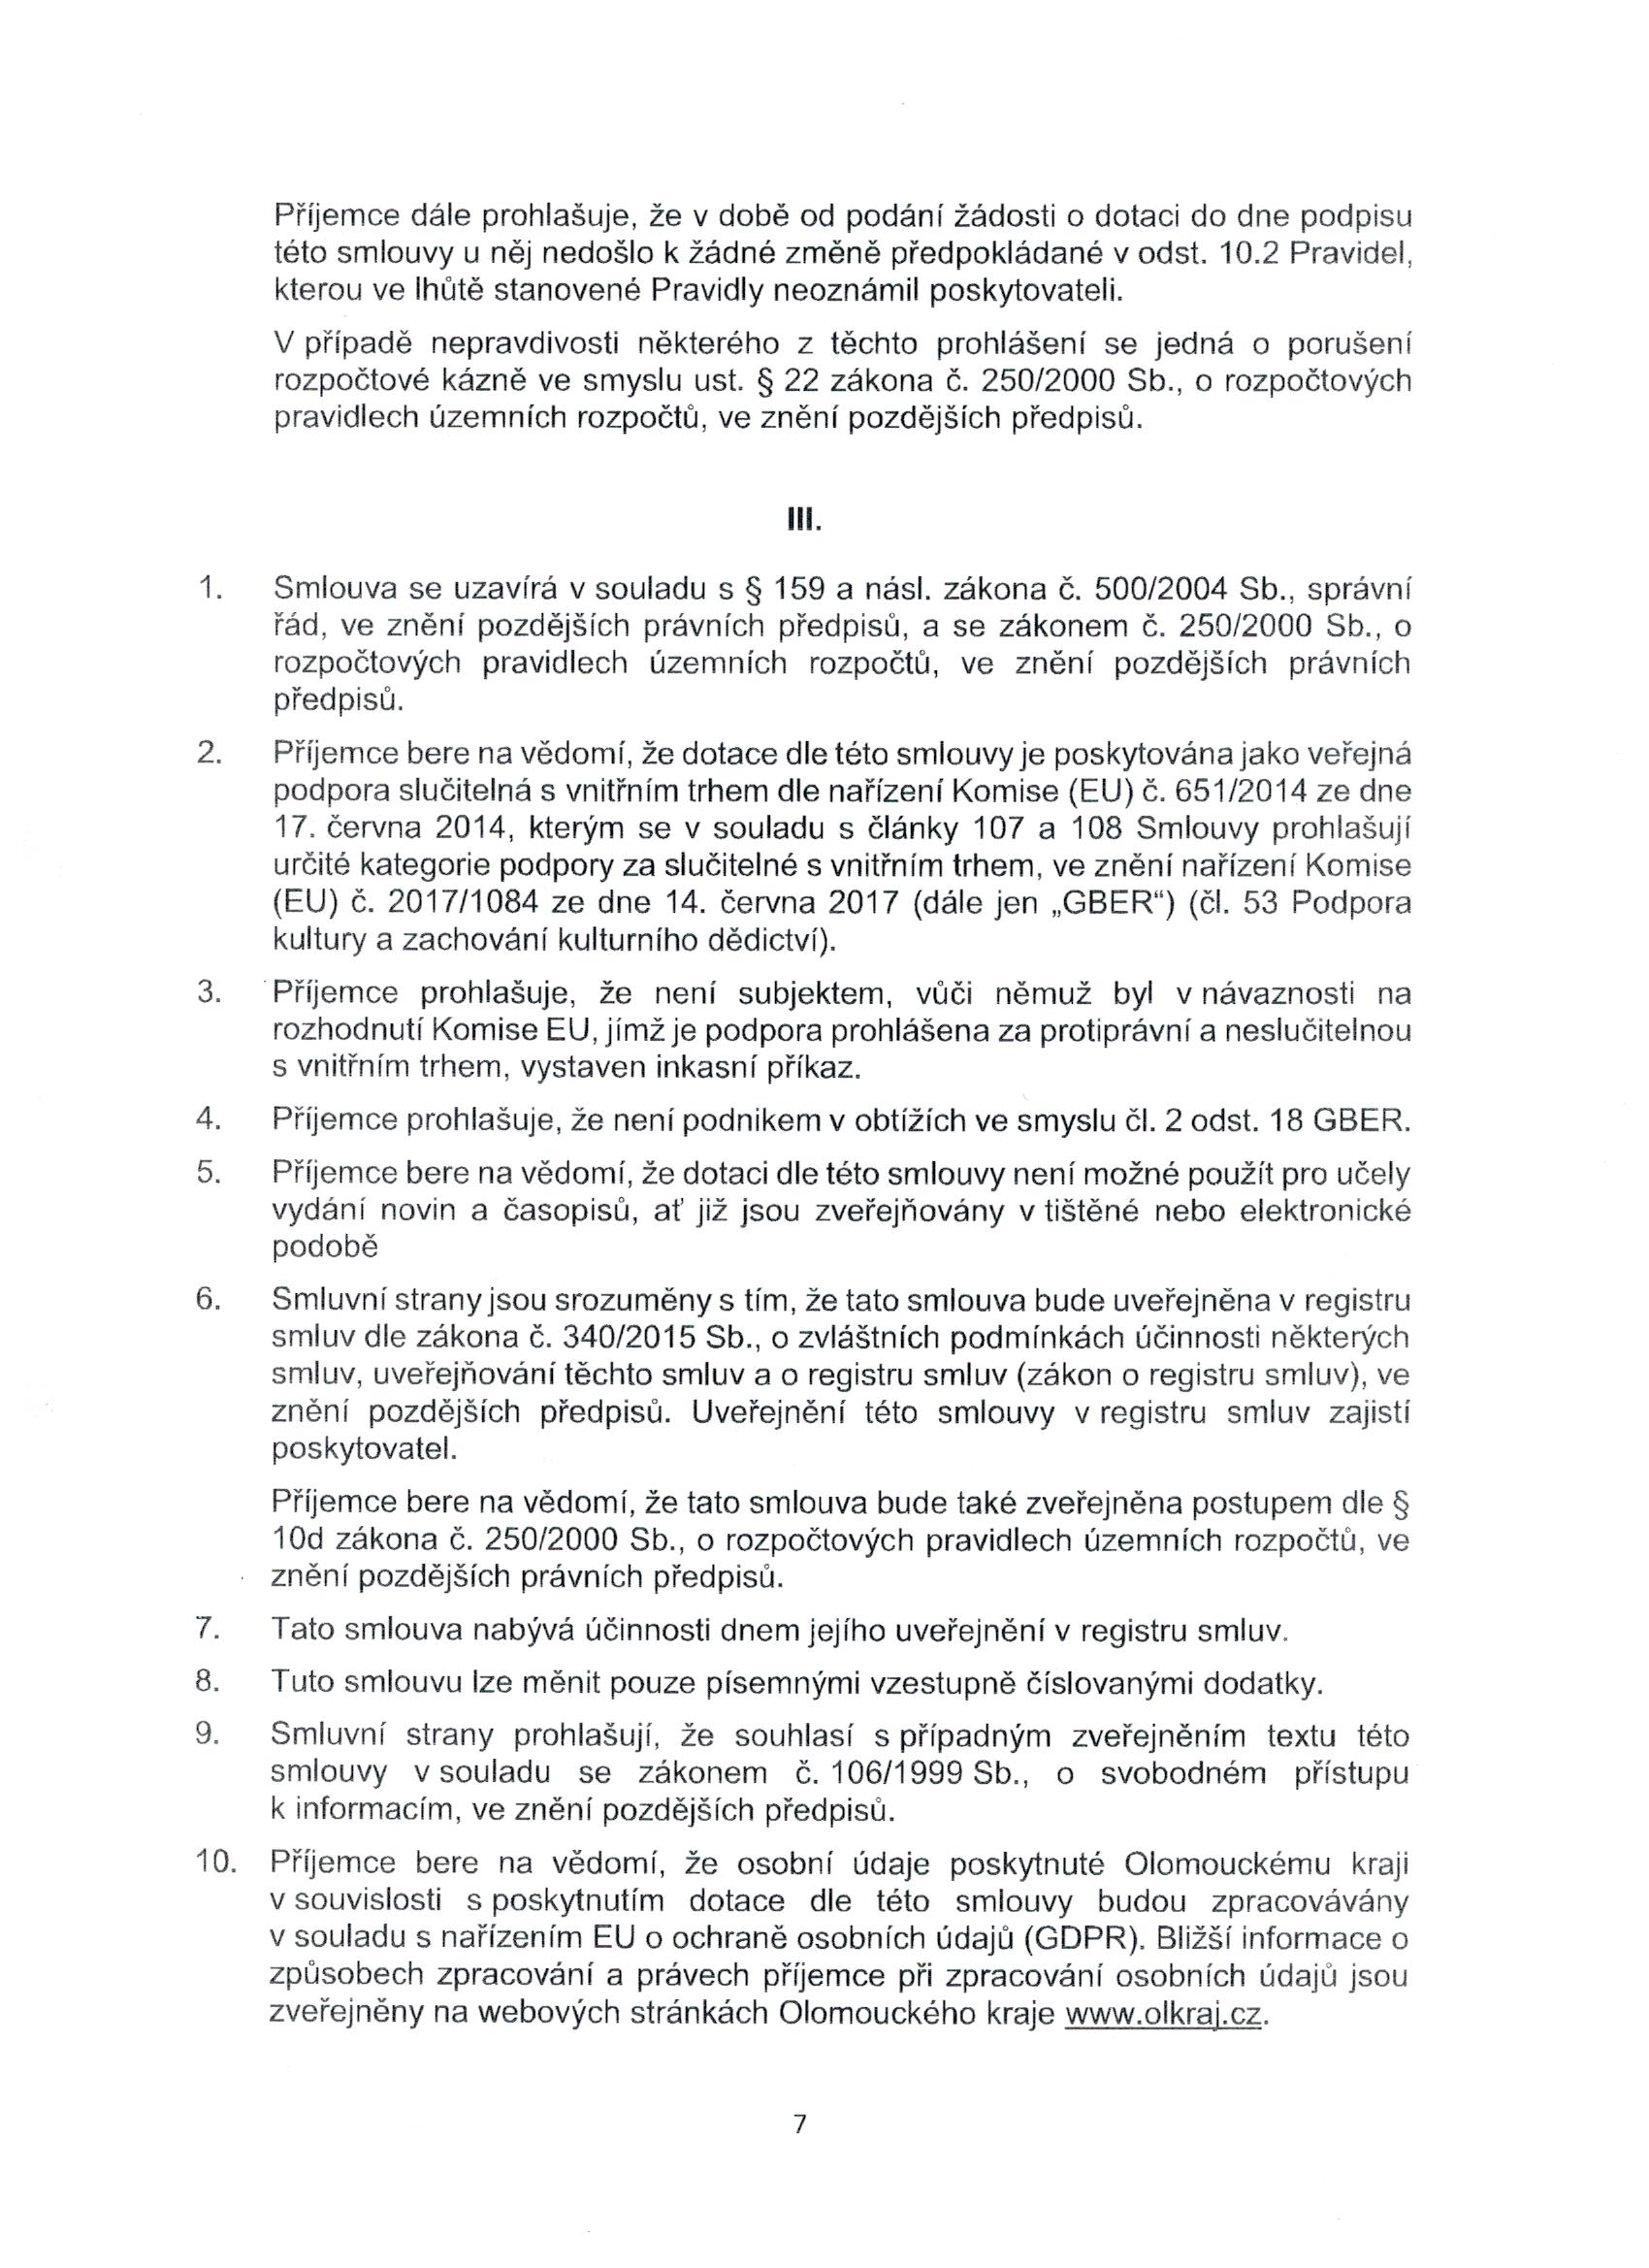 Příjemce dále prohlašuje, že v době od podání žádosti o dotaci do dne podpisu
této smlouvy u něj nedošlo k žádné změně předpokládané v odst. 10.2 Pravidel,
kterou ve lhůtě stanovené Pravidly neoznámil poskytovateli.
V případě nepravdivosti některého z těchto prohlášení se jedná o porušení
rozpočtové kázně ve smyslu ust. § 22 zákona č. 250/2000 Sb., o rozpočtových
pravidlech územních rozpočtů, ve znění pozdějších předpisů.
III.
1. Smlouva se uzavírá v souladu s § 159 a násl. zákona č. 500/2004 Sb., správní
řád, ve znění pozdějších právních předpisů, a se zákonem č. 250/2000 Sb., o
rozpočtových pravidlech územních rozpočtů, ve znění pozdějších právních
předpisů.
2. Příjemce bere na vědomí, že dotace dle této smlouvy je poskytována jako veřejná
podpora slučitelná s vnitřním trhem dle nařízení Komise (EU) č. 651/2014 ze dne
17. června 2014, kterým se v souladu s články 107 a 108 Smlouvy prohlašují
určité kategorie podpory za slučitelné s vnitřním trhem, ve znění nařízení Komise
(EU) č. 2017/1084 ze dne 14. června 2017 (dále jen „GBER“) (čl. 53 Podpora
kultury a zachování kulturního dědictví).
3. Příjemce prohlašuje, že není subjektem, vůči němuž byl v návaznosti na
rozhodnutí Komise EU, jímž je podpora prohlášena za protiprávní a neslučitelnou
s vnitřním trhem, vystaven inkasní příkaz.
4. Příjemce prohlašuje, že není podnikem v obtížích ve smyslu čl. 2 odst. 18 GBER.
5. Příjemce bere na vědomí, že dotaci dle této smlouvy není možné použít pro učely
vydání novin a časopisů, ať již jsou zveřejňovány v tištěné nebo elektronické
podobě
6. Smluvní strany jsou srozuměny s tím, že tato smlouva bude uveřejněna v registru
smluv dle zákona č. 340/2015 Sb., o zvláštních podmínkách účinnosti některých
smluv, uveřejňování těchto smluv a o registru smluv (zákon o registru smluv), ve
znění pozdějších předpisů. Uveřejnění této smlouvy v registru smluv zajistí
poskytovatel.
Příjemce bere na vědomí, že tato smlouva bude také zveřejněna postupem dle §
10d zákona č. 250/2000 Sb., o rozpočtových pravidlech územních rozpočtů, ve
znění pozdějších právních předpisů.
7. Tato smlouva nabývá účinnosti dnem jejího uveřejnění v registru smluv.
8. Tuto smlouvu lze měnit pouze písemnými vzestupně číslovanými dodatky.
9. Smluvní strany prohlašují, že souhlasí s případným zveřejněním textu této
smlouvy v souladu se zákonem č. 106/1999 Sb., o svobodném přístupu
k informacím, ve znění pozdějších předpisů.
10. Příjemce bere na vědomí, že osobní údaje poskytnuté Olomouckému kraji
v souvislosti s poskytnutím dotace dle této smlouvy budou zpracovávány
v souladu s nařízením EU o ochraně osobních údajů (GDPR). Bližší informace o
způsobech zpracování a právech příjemce při zpracování osobních údajů jsou
zveřejněny na webových stránkách Olomouckého kraje www.olkraj.cz.
7